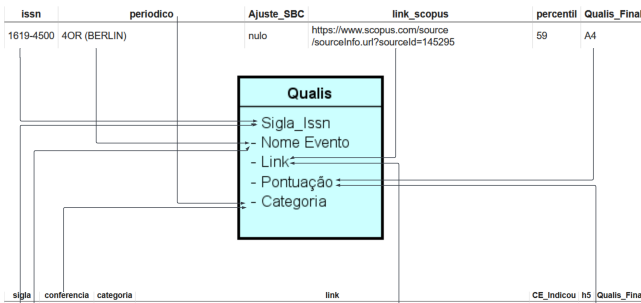 issn periodico Ajuste_SBC link_scopus percentil Qualis_Final
1619-4500 4OR (BERLIN) nulo https://www.scopus.com/source
/sourceInfo.url?sourceId=145295 59 A4
Qualis
- Sigla_Issn
- Nome Evento
- Link
- Pontuação
- Categoria
sigla conferencia categoria link CE_Indicou h5 Qualis_Final